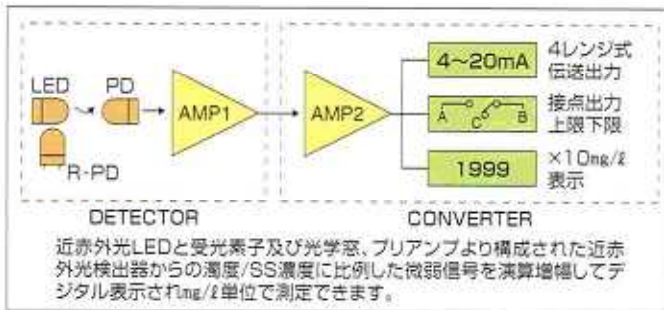 LED
PD
R-PD
AMP1
AMP2
4~20mA
4レンジ式
伝送出力
A
C
B
接点出力
上限下限
1999
×10mg/ℓ
表示
DETECTOR
CONVERTER
近赤外光LEDと受光素子及び光学窓、プリアンプより構成された近赤
外光検出器からの濁度/SS濃度に比例した微弱信号を演算増幅してデ
ジタル表示されmg/ℓ単位で測定できます。